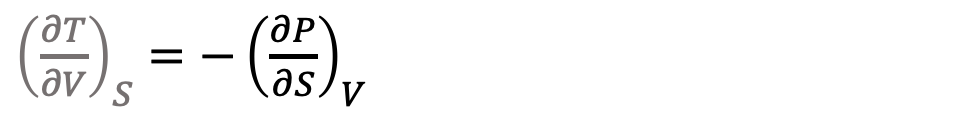 (∂T/∂V)_S = −(∂P/∂S)_V